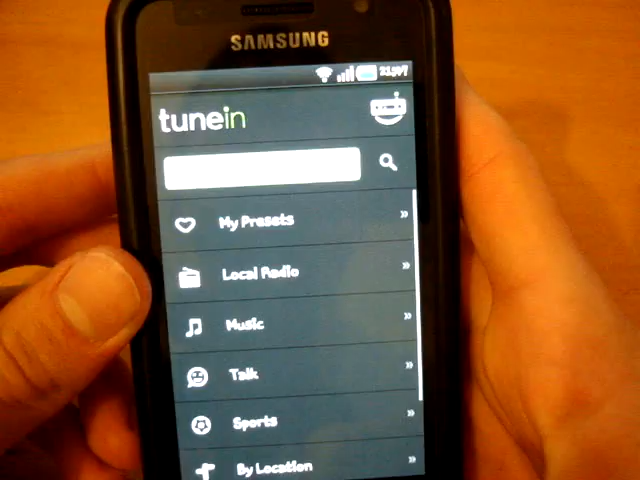 SAMSUNG
tunein
My Presets
Local Radio
Music
Talk
Sports
By Location